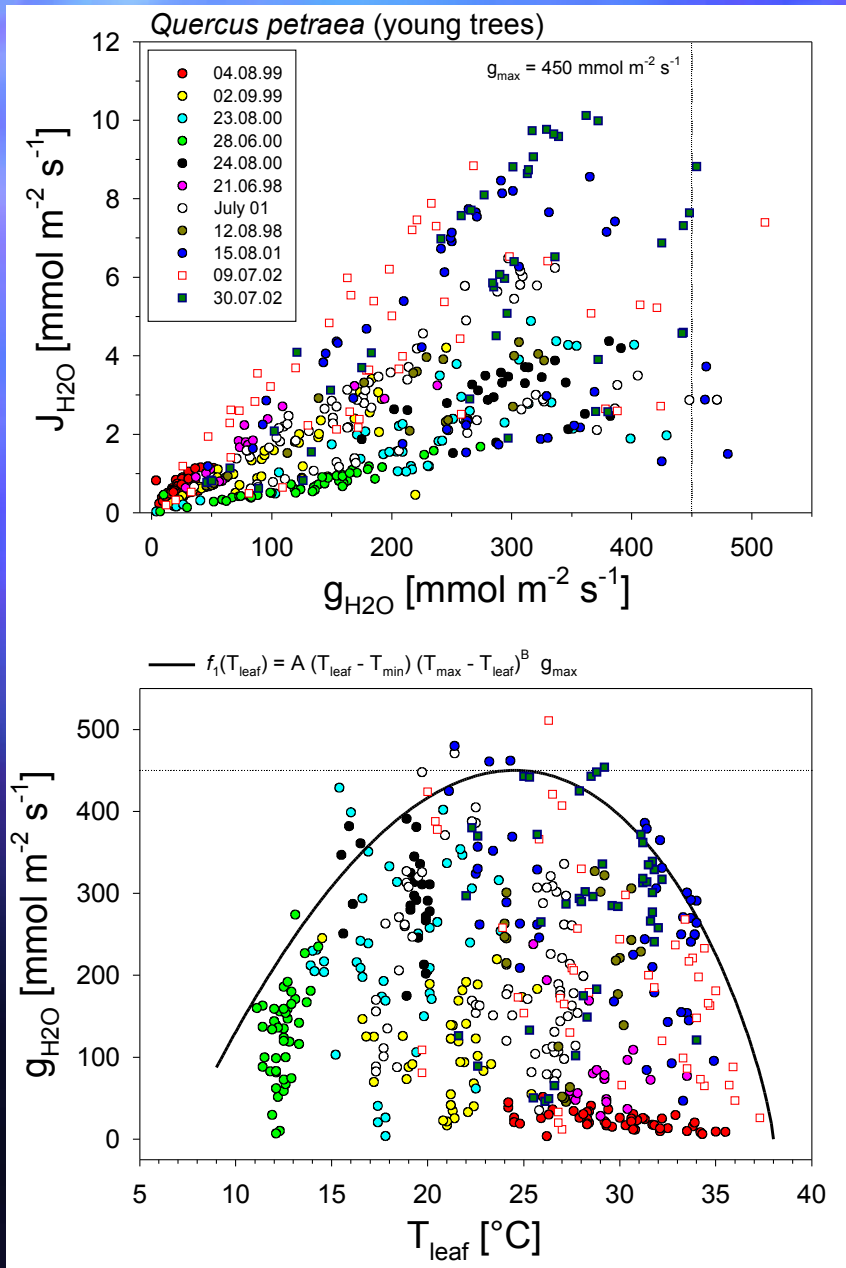 Quercus petraea (young trees)
12
10
8
6
4
2
0
J_H2O [mmol m⁻² s⁻¹]
g_max = 450 mmol m⁻² s⁻¹
04.08.99
02.09.99
23.08.00
28.06.00
24.08.00
21.06.98
July 01
12.08.98
15.08.01
09.07.02
30.07.02
0 100 200 300 400 500
g_H2O [mmol m⁻² s⁻¹]
f₁(T_leaf) = A (T_leaf - T_min) (T_max - T_leaf)^B g_max
500
400
300
200
100
0
g_H2O [mmol m⁻² s⁻¹]
5 10 15 20 25 30 35 40
T_leaf [°C]